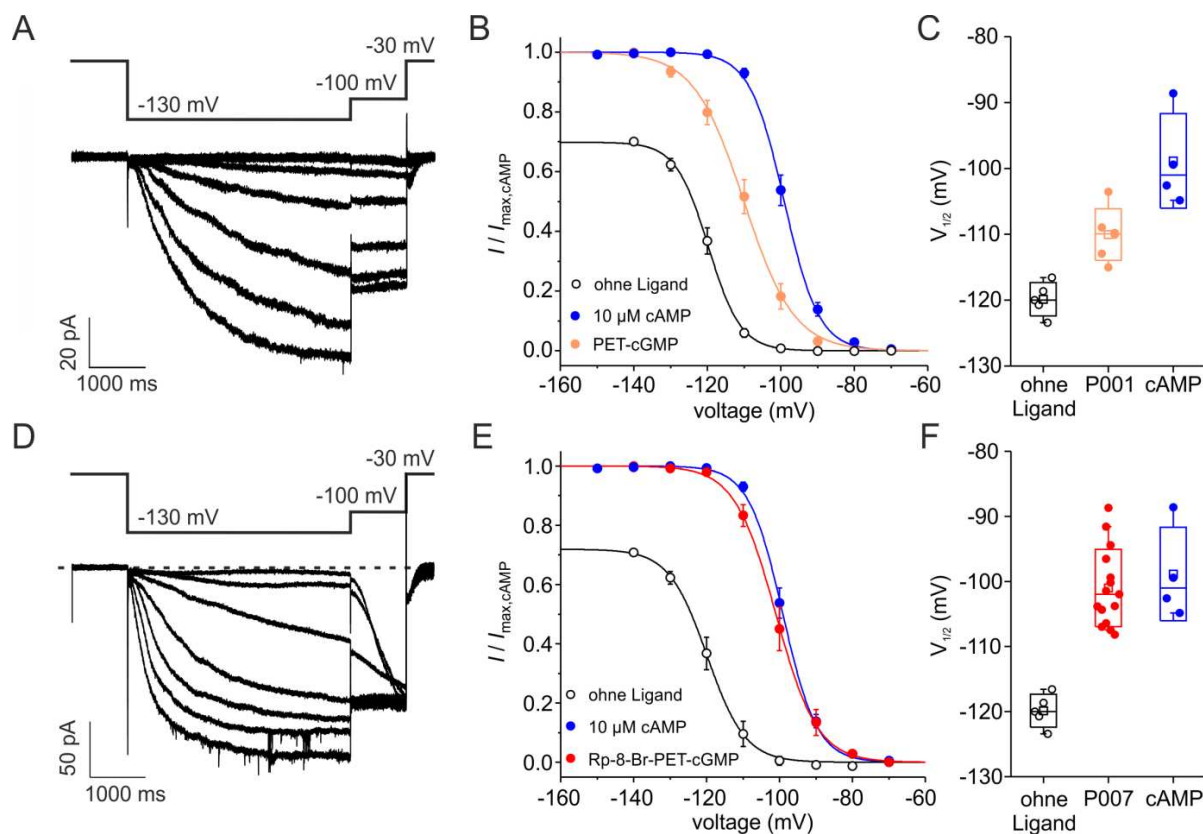 A
-30 mV
-100 mV
-130 mV
20 pA
1000 ms
B
I / Imax,cAMP
1.0
0.8
0.6
0.4
0.2
0.0
ohne Ligand
10 µM cAMP
PET-cGMP
-160 -140 -120 -100 -80 -60
voltage (mV)
C
V1/2 (mV)
-80
-90
-100
-110
-120
-130
ohne P001 cAMP
Ligand
D
-30 mV
-100 mV
-130 mV
50 pA
1000 ms
E
I / Imax,cAMP
1.0
0.8
0.6
0.4
0.2
0.0
ohne Ligand
10 µM cAMP
Rp-8-Br-PET-cGMP
-160 -140 -120 -100 -80 -60
voltage (mV)
F
V1/2 (mV)
-80
-90
-100
-110
-120
-130
ohne P007 cAMP
Ligand